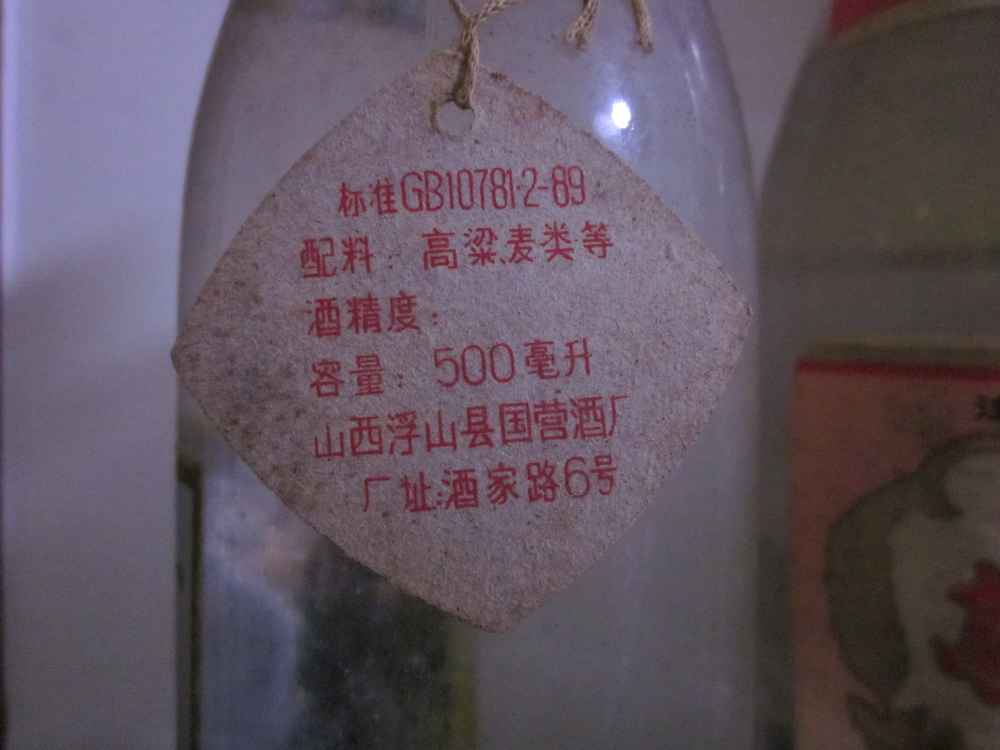 标准GB10781·2-89
配料：高粱、麦类等
酒精度：
容量：500毫升
山西浮山县国营酒厂
厂址：酒家路6号